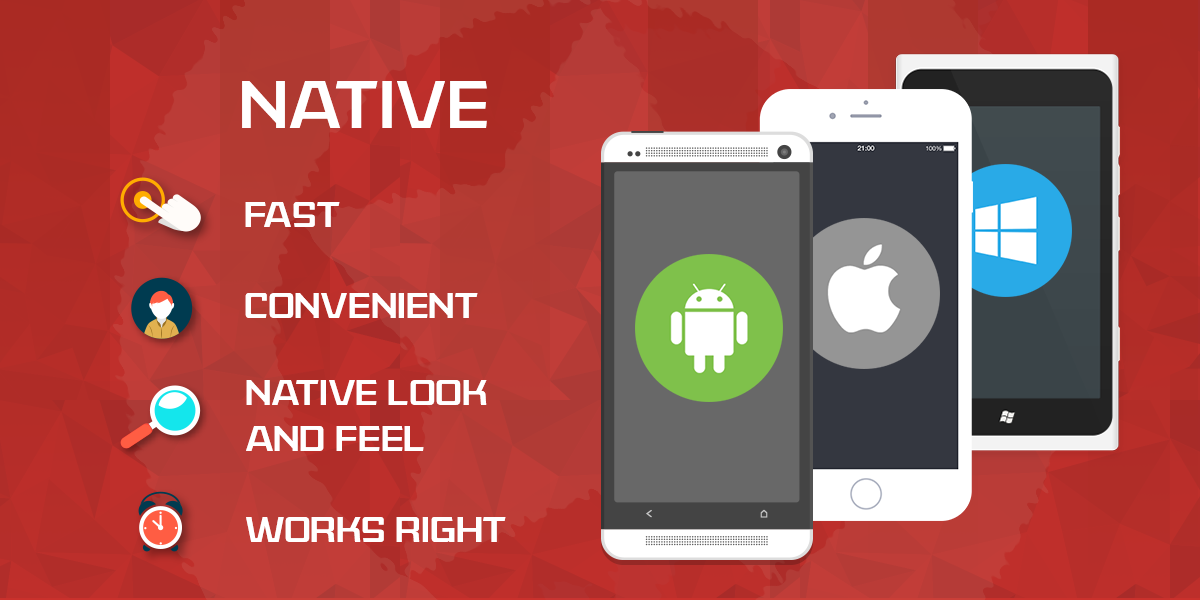 NATIVE
FAST
CONVENIENT
NATIVE LOOK
AND FEEL
WORKS RIGHT
21:00
100%